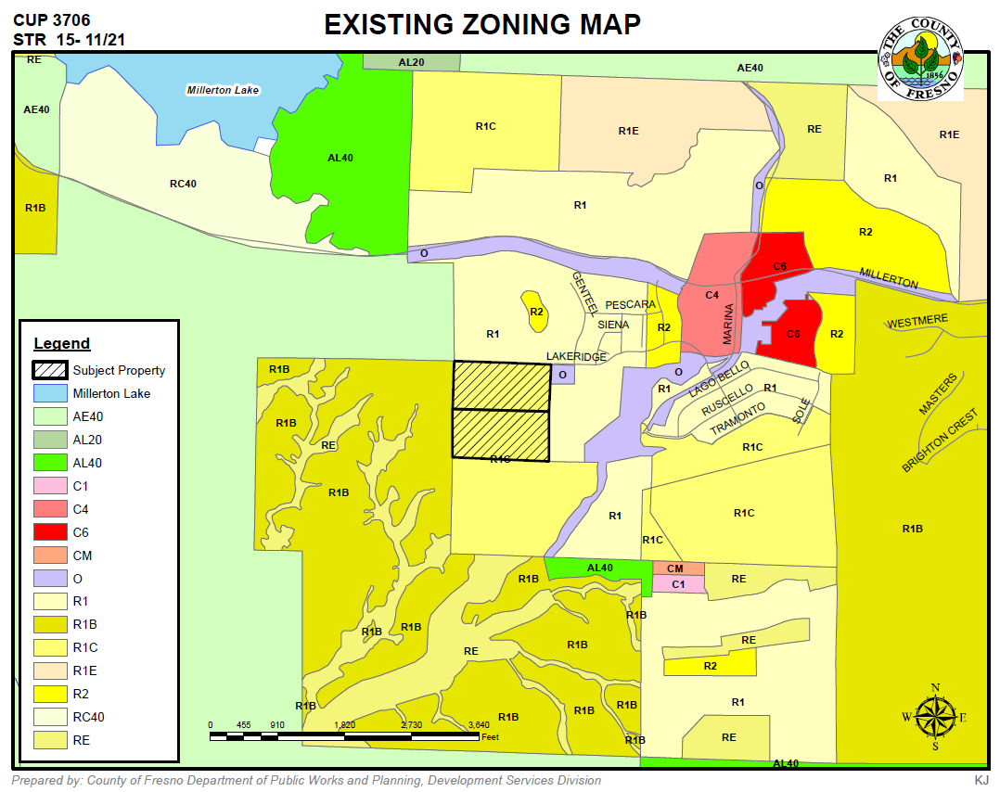 CUP 3706
STR 15- 11/21
EXISTING ZONING MAP
THE COUNTY OF FRESNO
1856
RE
AL20
AE40
Millerton Lake
AE40
R1C
R1E
RE
R1E
AL40
RC40
R1
O
R1B
R1
R2
O
C6
MILLERTON
GENTEEL
PESCARA
C4
MARINA
R2
SIENA
R2
R1
C6
R2
WESTMERE
LAKERIDGE
O
O
R1
LAGO BELLO
R1
RUSCELLO
TRAMONTO
SOLE
MASTERS
BRIGHTON CREST
R1B
R1B
RE
R1C
R1C
R1B
R1
R1C
R1C
R1B
AL40
CM
C1
RE
R1B
R1B
R1B
R1B
R1B
RE
RE
R2
R1
R1B
R1B
R1B
R1B
R1B
RE
AL40
Legend
Subject Property
Millerton Lake
AE40
AL20
AL40
C1
C4
C6
CM
O
R1
R1B
R1C
R1E
R2
RC40
RE
0 455 910 1,820 2,730 3,640
Feet
N
W E
S
Prepared by: County of Fresno Department of Public Works and Planning, Development Services Division
KJ